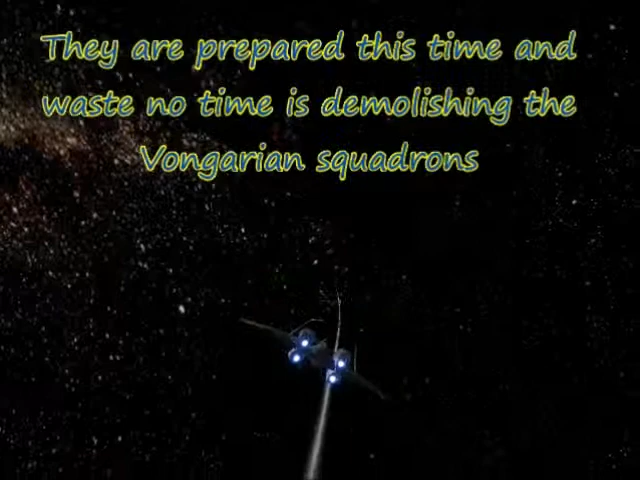 They are prepared this time and
waste no time is demolishing the
Vongarian squadrons